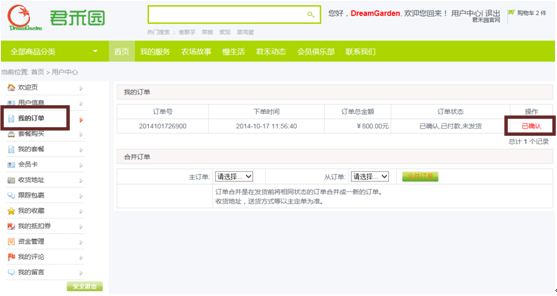 君禾园
DreamGarden
您好，DreamGarden, 欢迎您回来！ 用户中心| 退出
君禾园官网
购物车 2 件
热门搜索：
全部商品分类
首页 我的服务 农场故事 慢生活 君禾动态 会员俱乐部 联系我们
当前位置: 首页 > 用户中心
欢迎页
用户信息
我的订单
套餐购买
我的套餐
会员卡
收货地址
跟踪包裹
我的收藏
我的抵扣券
资金管理
我的评论
我的留言
安全退出
我的订单
订单号 下单时间 订单总金额 订单状态 操作
2014101726900 2014-10-17 11:56:40 ¥800.00元 已确认,已付款,未发货 已确认
总计 1 个记录
合并订单
主订单: 请选择... 从订单: 请选择... 合并订单
订单合并是在发货前将相同状态的订单合并成一新的订单。
收货地址，送货方式等以主定单为准。